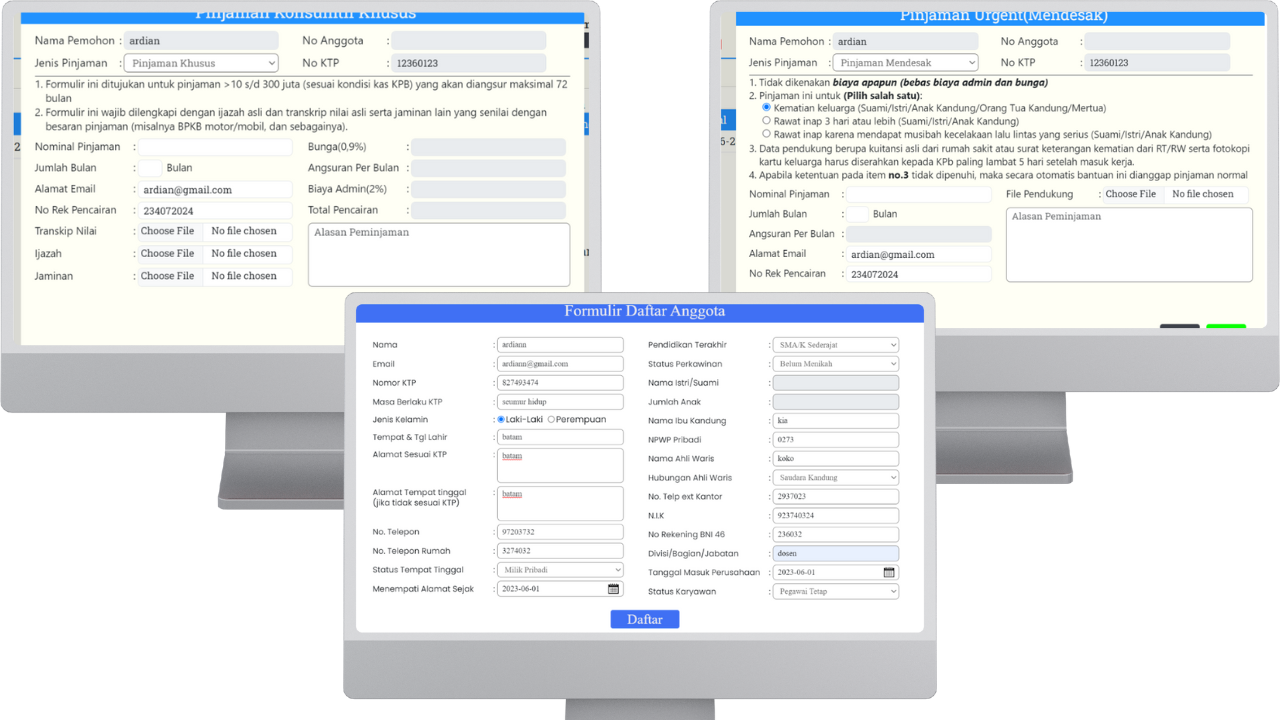 Pinjaman Konsumtif Khusus
Nama Pemohon : ardian
No Anggota :
Jenis Pinjaman : Pinjaman Khusus
No KTP : 12360123
1. Formulir ini ditujukan untuk pinjaman >10 s/d 300 juta (sesuai kondisi kas KPB) yang akan diangsur maksimal 72
bulan
2. Formulir ini wajib dilengkapi dengan ijazah asli dan transkrip nilai asli serta jaminan lain yang senilai dengan
besaran pinjaman (misalnya BPKB motor/mobil, dan sebagainya).
Nominal Pinjaman :
Bunga(0,9%) :
Jumlah Bulan : Bulan
Angsuran Per Bulan :
Alamat Email : ardian@gmail.com
Biaya Admin(2%) :
No Rek Pencairan : 234072024
Total Pencairan :
Transkip Nilai : Choose File No file chosen
Alasan Peminjaman
Ijazah : Choose File No file chosen
Jaminan : Choose File No file chosen
Pinjaman Urgent(Mendesak)
Nama Pemohon : ardian
No Anggota :
Jenis Pinjaman : Pinjaman Mendesak
No KTP : 12360123
1. Tidak dikenakan biaya apapun (bebas biaya admin dan bunga)
2. Pinjaman ini untuk (Pilih salah satu):
Kematian keluarga (Suami/Istri/Anak Kandung/Orang Tua Kandung/Mertua)
Rawat inap 3 hari atau lebih (Suami/Istri/Anak Kandung)
Rawat inap karena mendapat musibah kecelakaan lalu lintas yang serius (Suami/Istri/Anak Kandung)
3. Data pendukung berupa kuitansi asli dari rumah sakit atau surat keterangan kematian dari RT/RW serta fotokopi
kartu keluarga harus diserahkan kepada KPb paling lambat 5 hari setelah masuk kerja.
4. Apabila ketentuan pada item no.3 tidak dipenuhi, maka secara otomatis bantuan ini dianggap pinjaman normal
Nominal Pinjaman :
File Pendukung : Choose File No file chosen
Jumlah Bulan : Bulan
Alasan Peminjaman
Angsuran Per Bulan :
Alamat Email : ardian@gmail.com
No Rek Pencairan : 234072024
Formulir Daftar Anggota
Nama : ardiann
Email : ardiann@gmail.com
Nomor KTP : 827493474
Masa Berlaku KTP : seumur hidup
Jenis Kelamin : Laki-Laki Perempuan
Tempat & Tgl Lahir : batam
Alamat Sesuai KTP : batam
Alamat Tempat tinggal : batam
(jika tidak sesuai KTP)
No. Telepon : 97203732
No. Telepon Rumah : 3274032
Status Tempat Tinggal : Milik Pribadi
Menempati Alamat Sejak : 2023-06-01
Pendidikan Terakhir : SMA/K Sederajat
Status Perkawinan : Belum Menikah
Nama Istri/Suami :
Jumlah Anak :
Nama Ibu Kandung : kia
NPWP Pribadi : 0273
Nama Ahli Waris : koko
Hubungan Ahli Waris : Saudara Kandung
No. Telp ext Kantor : 2937023
N.I.K : 923740324
No Rekening BNI 46 : 236032
Divisi/Bagian/Jabatan : dosen
Tanggal Masuk Perusahaan : 2023-06-01
Status Karyawan : Pegawai Tetap
Daftar